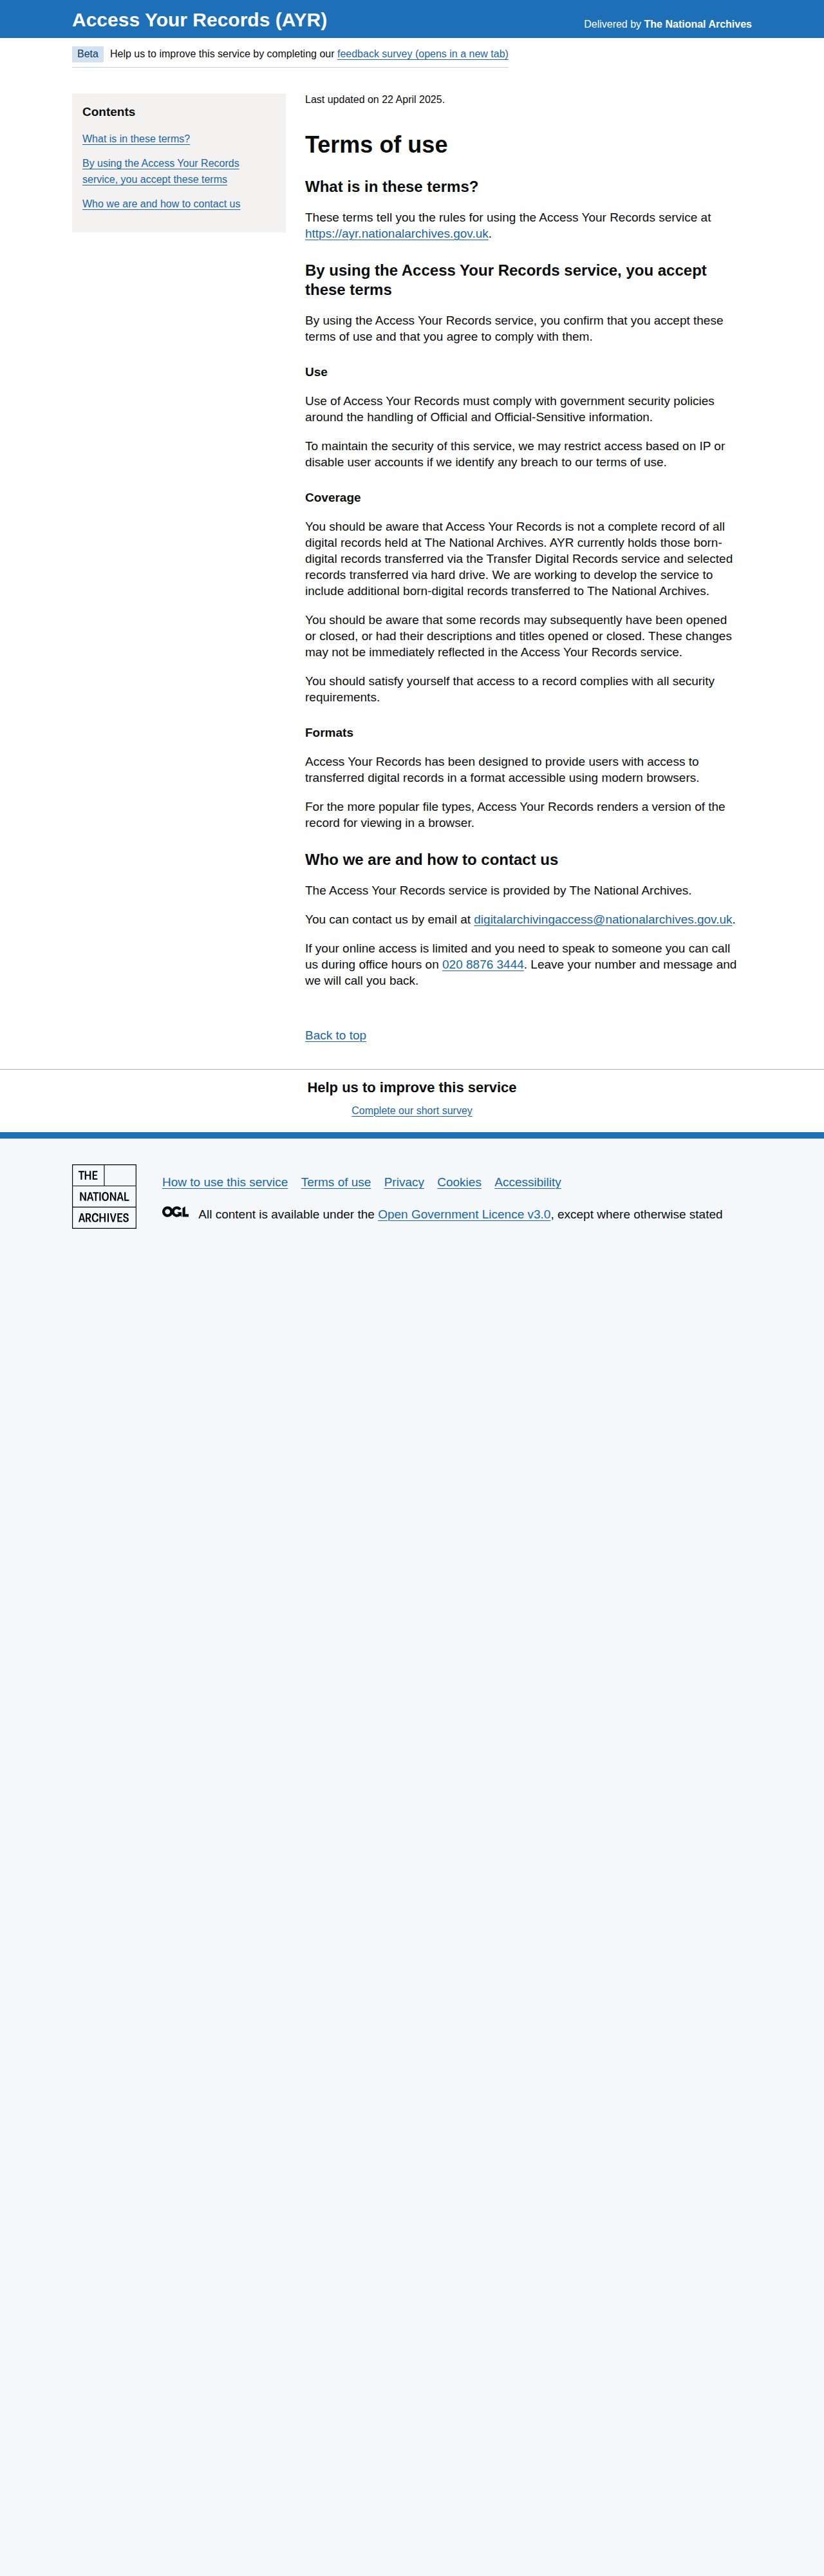 Access Your Records (AYR)
Delivered by The National Archives
Beta Help us to improve this service by completing our feedback survey (opens in a new tab)
Contents
What is in these terms?
By using the Access Your Records
service, you accept these terms
Who we are and how to contact us
Last updated on 22 April 2025.
Terms of use
What is in these terms?
These terms tell you the rules for using the Access Your Records service at
https://ayr.nationalarchives.gov.uk.
By using the Access Your Records service, you accept
these terms
By using the Access Your Records service, you confirm that you accept these
terms of use and that you agree to comply with them.
Use
Use of Access Your Records must comply with government security policies
around the handling of Official and Official-Sensitive information.
To maintain the security of this service, we may restrict access based on IP or
disable user accounts if we identify any breach to our terms of use.
Coverage
You should be aware that Access Your Records is not a complete record of all
digital records held at The National Archives. AYR currently holds those born-
digital records transferred via the Transfer Digital Records service and selected
records transferred via hard drive. We are working to develop the service to
include additional born-digital records transferred to The National Archives.
You should be aware that some records may subsequently have been opened
or closed, or had their descriptions and titles opened or closed. These changes
may not be immediately reflected in the Access Your Records service.
You should satisfy yourself that access to a record complies with all security
requirements.
Formats
Access Your Records has been designed to provide users with access to
transferred digital records in a format accessible using modern browsers.
For the more popular file types, Access Your Records renders a version of the
record for viewing in a browser.
Who we are and how to contact us
The Access Your Records service is provided by The National Archives.
You can contact us by email at digitalarchivingaccess@nationalarchives.gov.uk.
If your online access is limited and you need to speak to someone you can call
us during office hours on 020 8876 3444. Leave your number and message and
we will call you back.
Back to top
Help us to improve this service
Complete our short survey
THE
NATIONAL
ARCHIVES
How to use this service Terms of use Privacy Cookies Accessibility
OGL All content is available under the Open Government Licence v3.0, except where otherwise stated